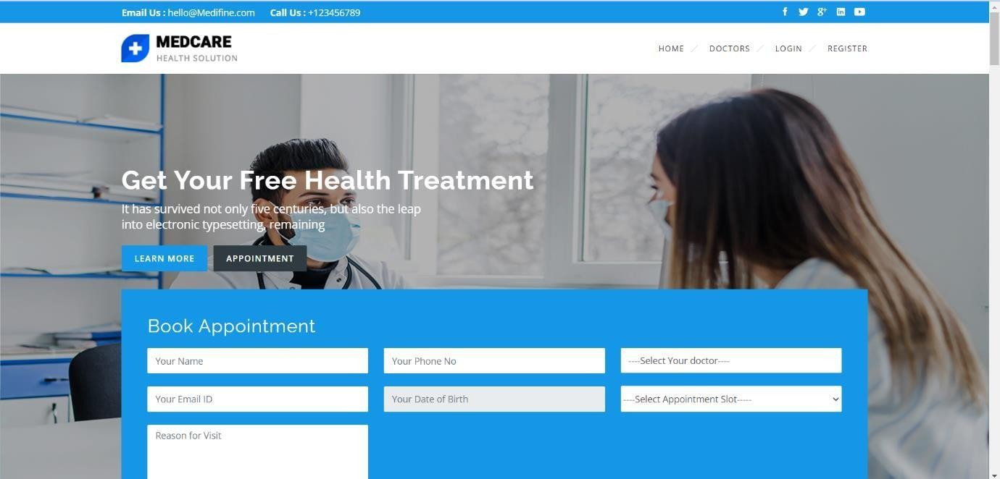 Email Us : hello@Medifine.com Call Us : +123456789
MEDCARE
HEALTH SOLUTION
HOME DOCTORS LOGIN REGISTER
Get Your Free Health Treatment
It has survived not only five centuries, but also the leap
into electronic typesetting, remaining
LEARN MORE APPOINTMENT
Book Appointment
Your Name Your Phone No ----Select Your doctor----
Your Email ID Your Date of Birth ----Select Appointment Slot-----
Reason for Visit